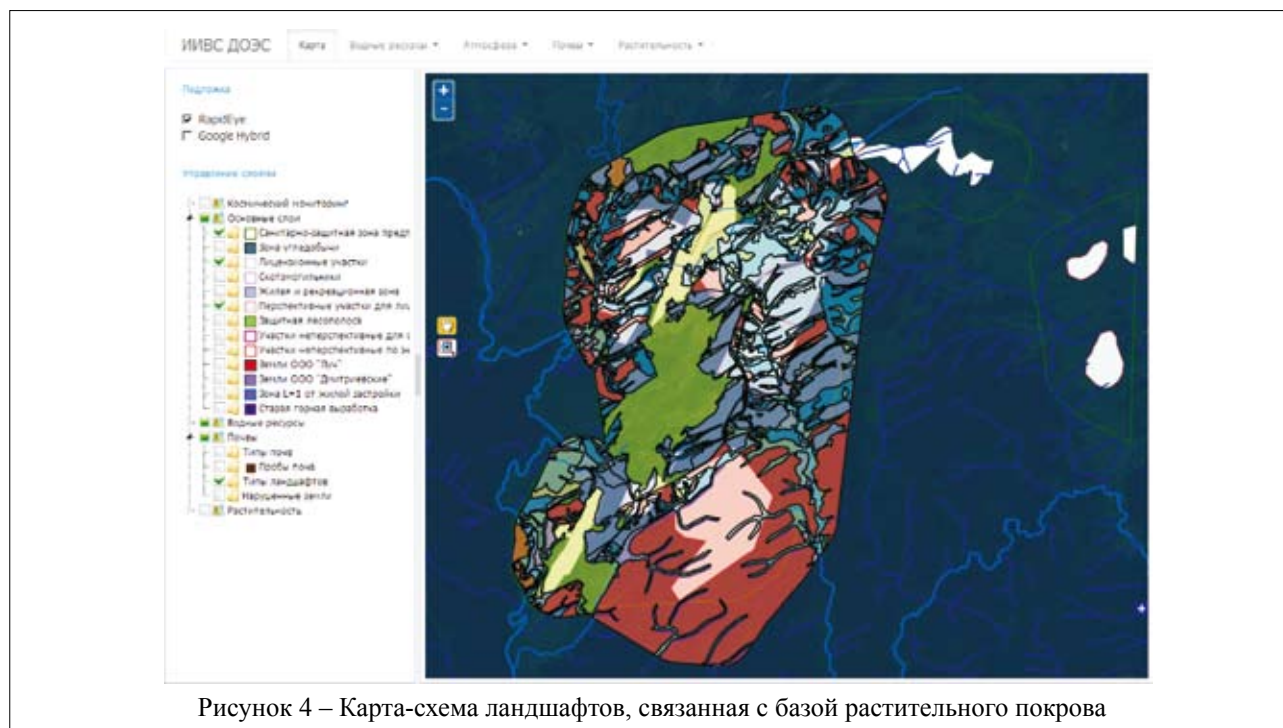 ИИВС ДОЭС Карта Водные ресурсы Атмосфера Почвы Растительность
Подложка
RapidEye
Google Hybrid
Управление слоями
Космический мониторинг
Основные слои
Санитарно-защитная зона предп
Зона угледобычи
Лицензионные участки
Скотомогильники
Жилая и рекреационная зона
Перспективные участки для лиц
Защитная лесополоса
Участки неперспективные для
Участки неперспективные по
Земли ООО "Луч"
Земли ООО "Дмитриевские"
Зона L=1 от жилой застройки
Старая горная выработка
Водные ресурсы
Почвы
Типы почв
Пробы почв
Типы ландшафтов
Нарушенные земли
Растительность
Рисунок 4 – Карта-схема ландшафтов, связанная с базой растительного покрова